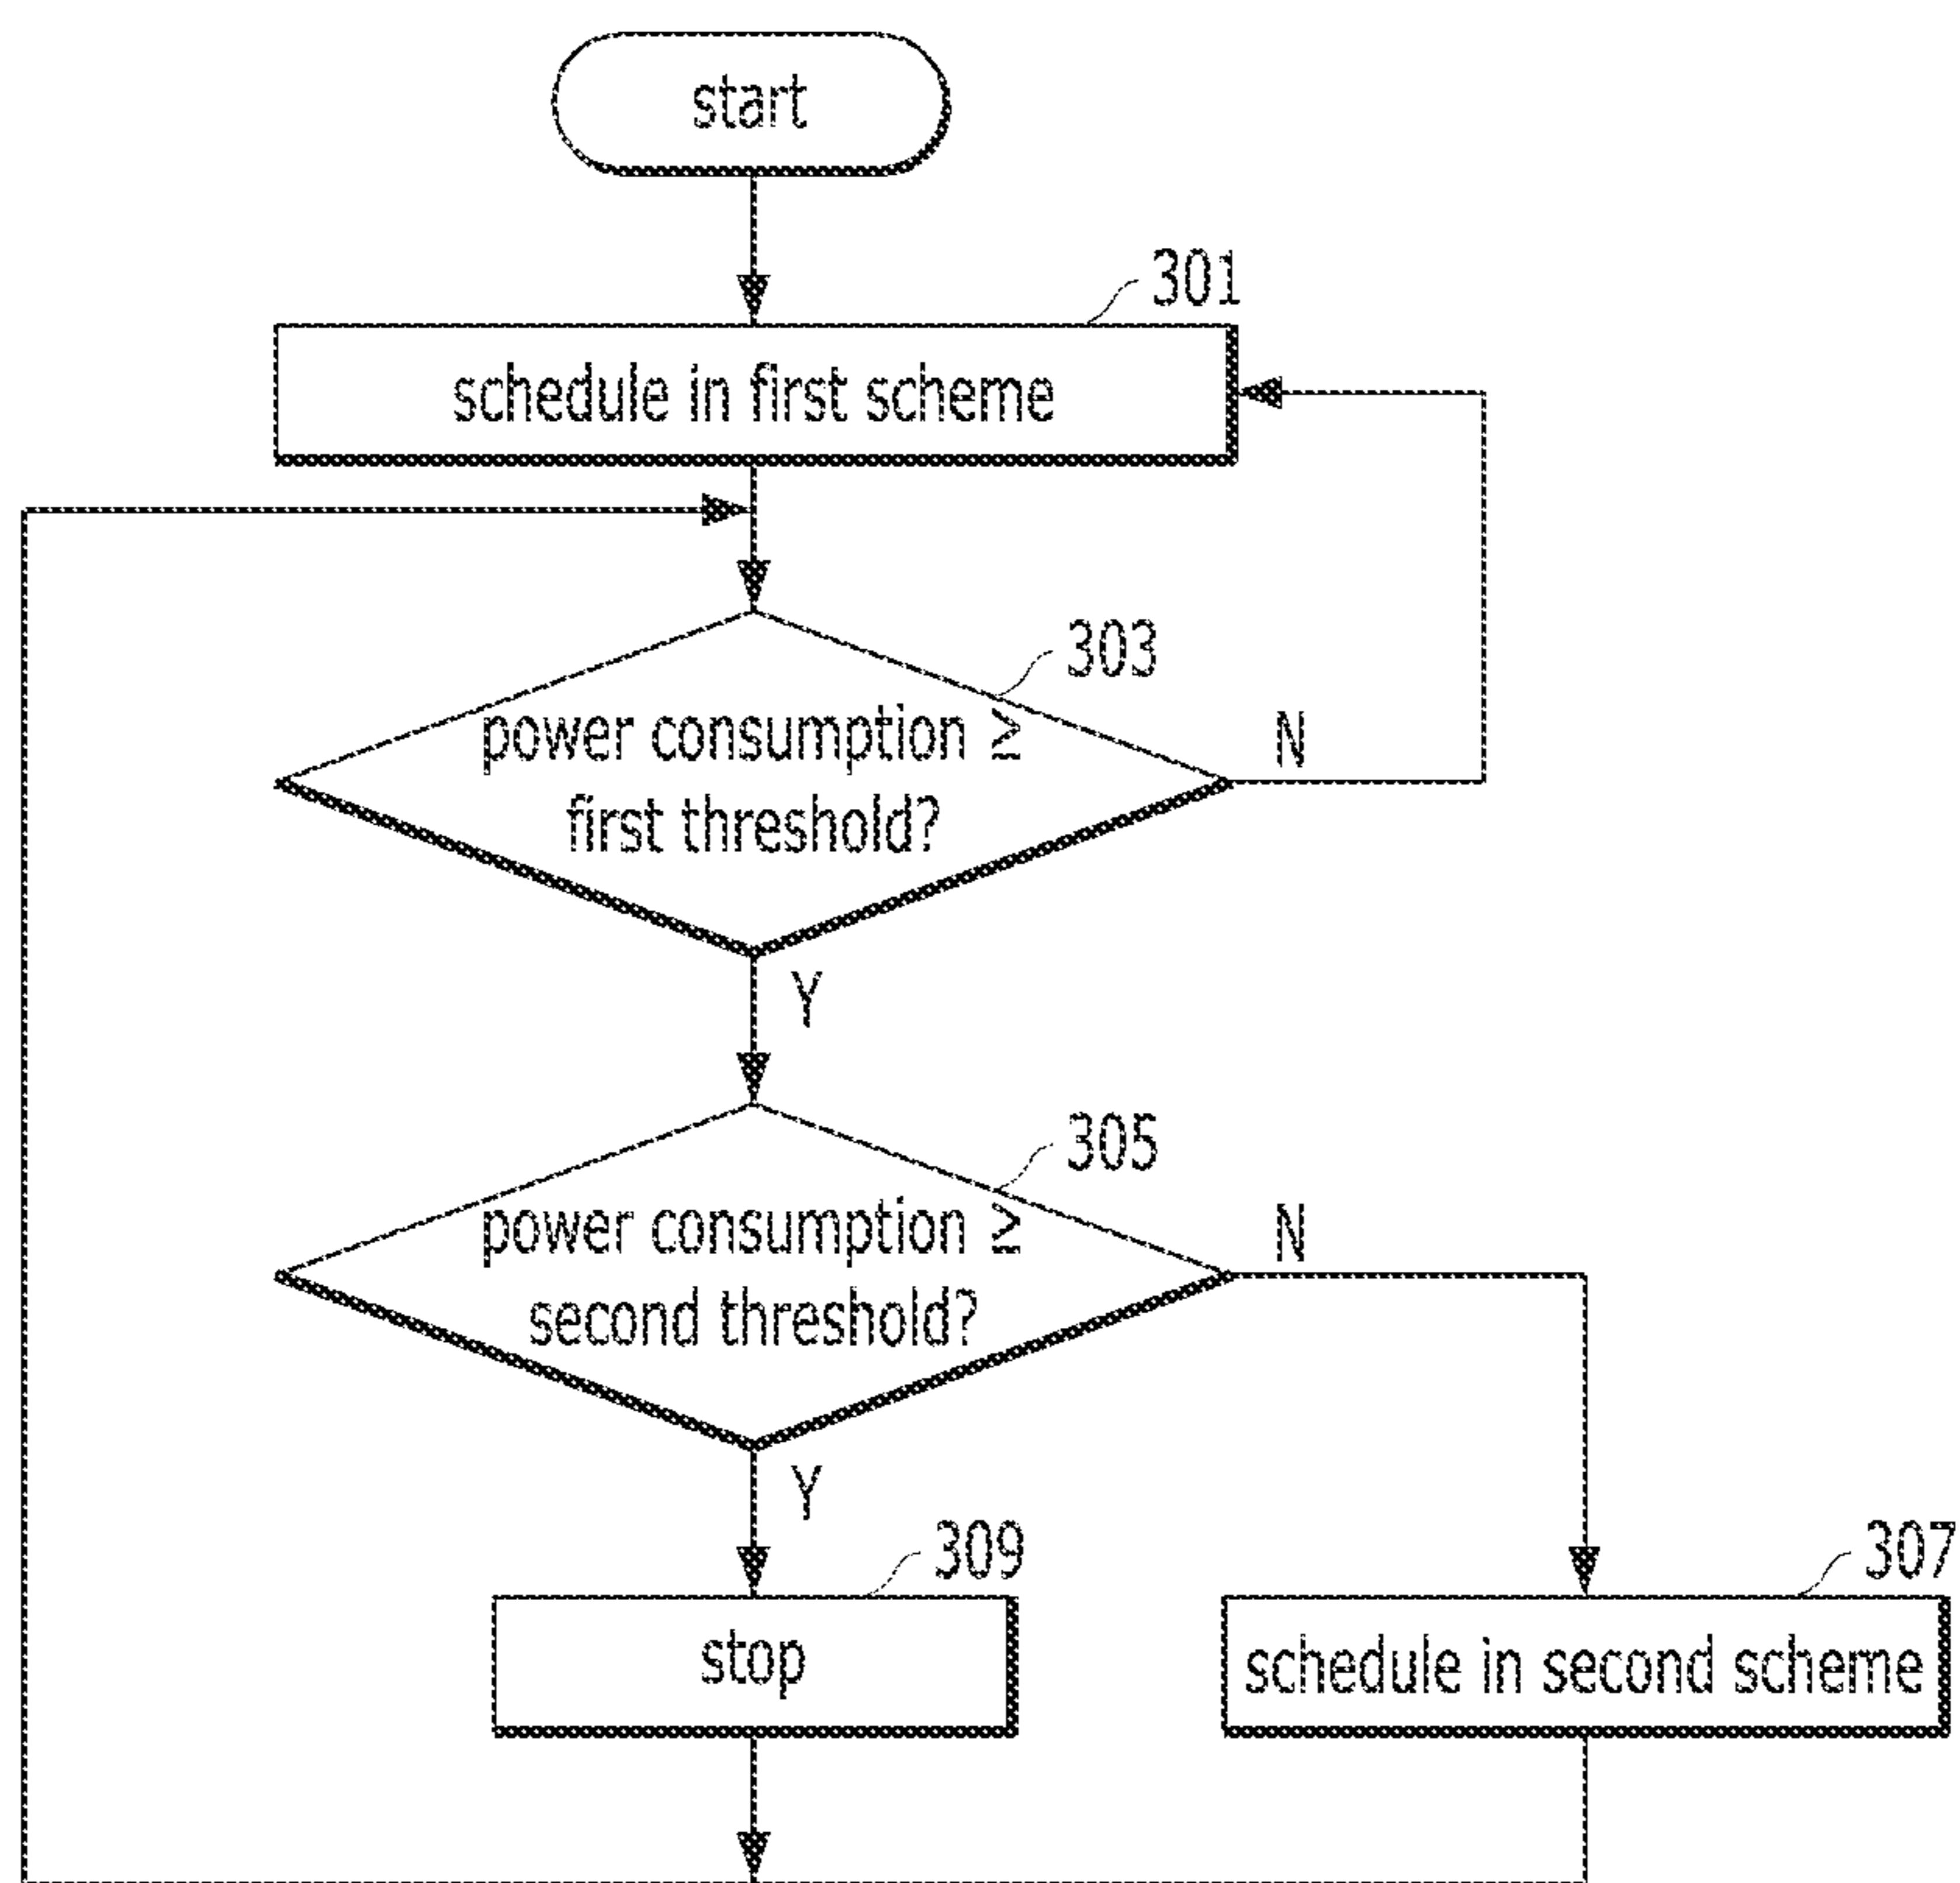 start
301
schedule in first scheme
303
power consumption ≥
first threshold?
N
Y
305
power consumption ≥
second threshold?
N
Y
309
stop
307
schedule in second scheme